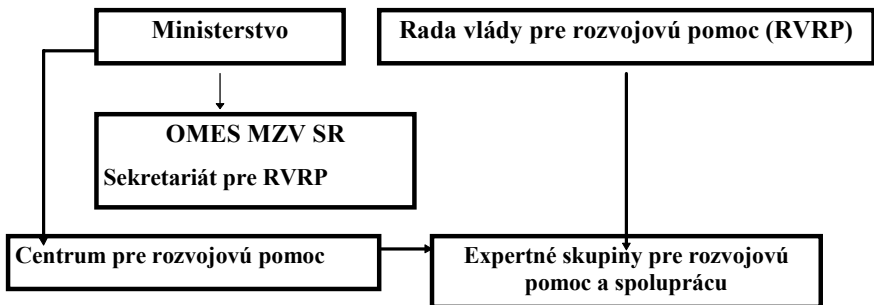 Ministerstvo
Rada vlády pre rozvojovú pomoc (RVRP)
OMES MZV SR
Sekretariát pre RVRP
Centrum pre rozvojovú pomoc
Expertné skupiny pre rozvojovú
pomoc a spoluprácu